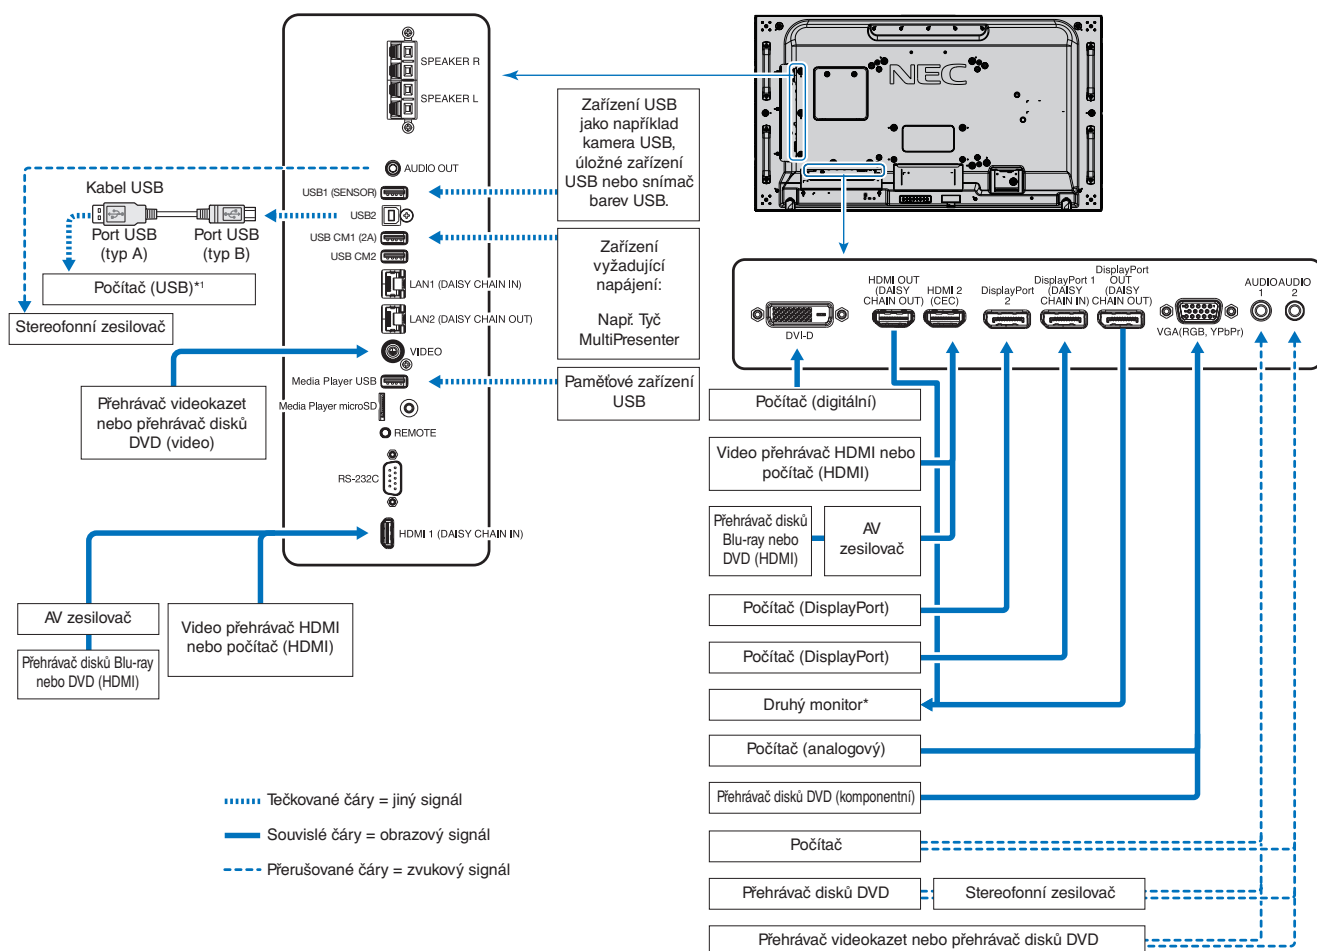 SPEAKER R
SPEAKER L
AUDIO OUT
USB1 (SENSOR)
USB2
USB CM1 (2A)
USB CM2
LAN1 (DAISY CHAIN IN)
LAN2 (DAISY CHAIN OUT)
VIDEO
Media Player USB
Media Player microSD
REMOTE
RS-232C
HDMI 1 (DAISY CHAIN IN)
Kabel USB
Port USB
(typ A)
Port USB
(typ B)
Počítač (USB)*1
Stereofonní zesilovač
Přehrávač videokazet
nebo přehrávač disků
DVD (video)
AV zesilovač
Přehrávač disků Blu-ray
nebo DVD (HDMI)
Video přehrávač HDMI
nebo počítač (HDMI)
Zařízení USB
jako například
kamera USB,
úložné zařízení
USB nebo snímač
barev USB.
Zařízení
vyžadující
napájení:
Např. Tyč
MultiPresenter
Paměťové zařízení
USB
NEC
DVI-D
HDMI OUT
(DAISY
CHAIN OUT)
HDMI 2
(CEC)
DisplayPort
2
DisplayPort 1
(DAISY
CHAIN IN)
DisplayPort
OUT
(DAISY
CHAIN OUT)
VGA(RGB, YPbPr)
AUDIO
1
AUDIO
2
Počítač (digitální)
Video přehrávač HDMI nebo
počítač (HDMI)
Přehrávač disků
Blu-ray nebo
DVD (HDMI)
AV
zesilovač
Počítač (DisplayPort)
Počítač (DisplayPort)
Druhý monitor*
Počítač (analogový)
Přehrávač disků DVD (komponentní)
Počítač
Přehrávač disků DVD
Stereofonní zesilovač
Přehrávač videokazet nebo přehrávač disků DVD
Tečkované čáry = jiný signál
Souvislé čáry = obrazový signál
Přerušované čáry = zvukový signál